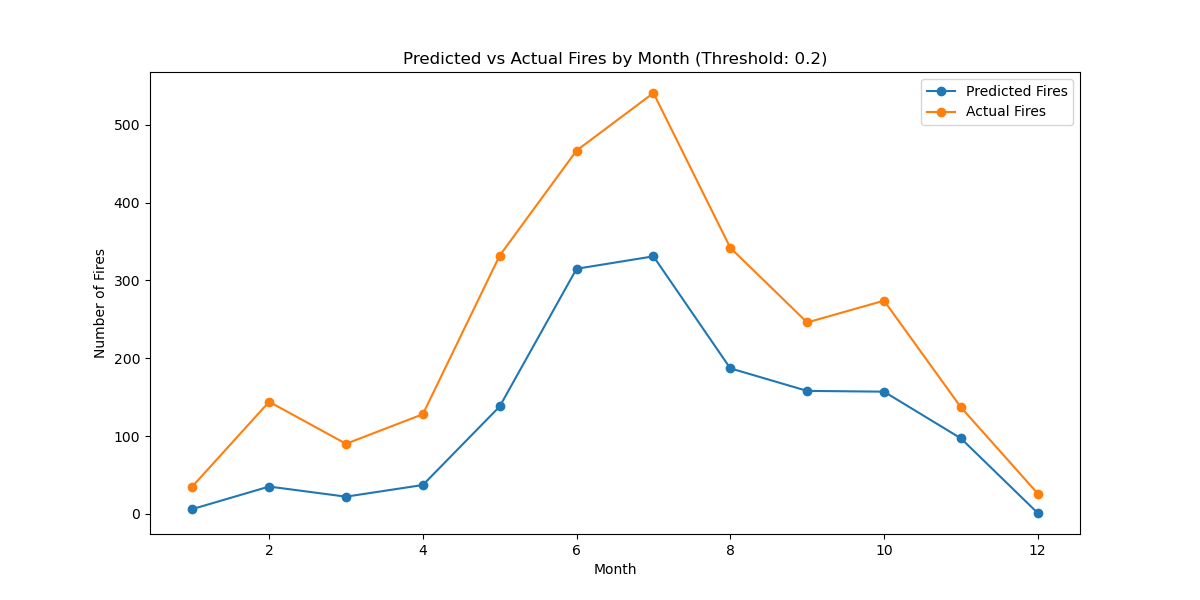 Predicted vs Actual Fires by Month (Threshold: 0.2)
Predicted Fires
Actual Fires
Number of Fires
500
400
300
200
100
0
2 4 6 8 10 12
Month